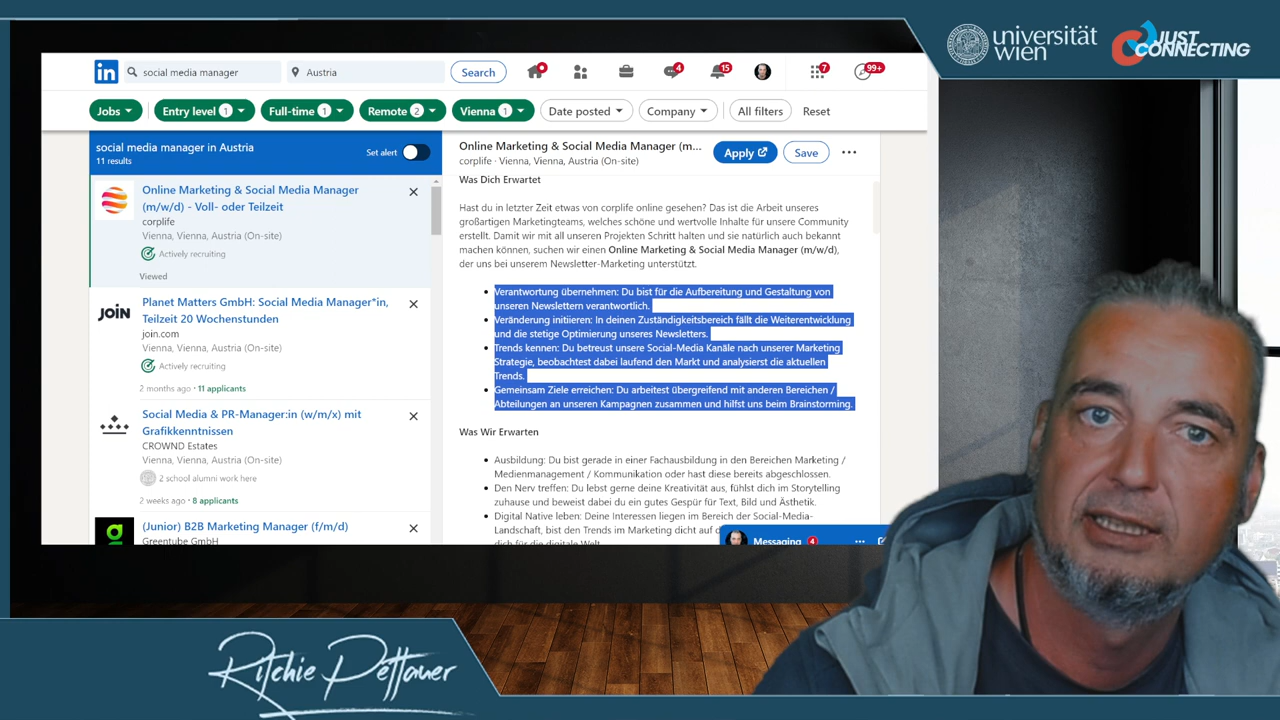 universität
wien
JUST
CONNECTING
in
social media manager
Austria
Search
4
15
7
99+
Jobs
Entry level 1
Full-time 1
Remote 2
Vienna 1
Date posted
Company
All filters
Reset
social media manager in Austria
11 results
Set alert
Online Marketing & Social Media Manager
(m/w/d) - Voll- oder Teilzeit
corplife
Vienna, Vienna, Austria (On-site)
Actively recruiting
Viewed
JOIN
Planet Matters GmbH: Social Media Manager*in,
Teilzeit 20 Wochenstunden
join.com
Vienna, Vienna, Austria (On-site)
Actively recruiting
2 months ago · 11 applicants
Social Media & PR-Manager:in (w/m/x) mit
Grafikkenntnissen
CROWND Estates
Vienna, Vienna, Austria (On-site)
2 school alumni work here
2 weeks ago · 8 applicants
(Junior) B2B Marketing Manager (f/m/d)
Greentube GmbH
Online Marketing & Social Media Manager (m...
corplife · Vienna, Vienna, Austria (On-site)
Apply
Save
Was Dich Erwartet
Hast du in letzter Zeit etwas von corplife online gesehen? Das ist die Arbeit unseres
großartigen Marketingteams, welches schöne und wertvolle Inhalte für unsere Community
erstellt. Damit wir mit all unseren Projekten Schritt halten und sie natürlich auch bekannt
machen können, suchen wir einen Online Marketing & Social Media Manager (m/w/d),
der uns bei unserem Newsletter-Marketing unterstützt.
• Verantwortung übernehmen: Du bist für die Aufbereitung und Gestaltung von
unseren Newslettern verantwortlich.
• Veränderung initiieren: In deinen Zuständigkeitsbereich fällt die Weiterentwicklung
und die stetige Optimierung unseres Newsletters.
• Trends kennen: Du betreust unsere Social-Media Kanäle nach unserer Marketing
Strategie, beobachtest dabei laufend den Markt und analysierst die aktuellen
Trends.
• Gemeinsam Ziele erreichen: Du arbeitest übergreifend mit anderen Bereichen /
Abteilungen an unseren Kampagnen zusammen und hilfst uns beim Brainstorming.
Was Wir Erwarten
• Ausbildung: Du bist gerade in einer Fachausbildung in den Bereichen Marketing /
Medienmanagement / Kommunikation oder hast diese bereits abgeschlossen.
• Den Nerv treffen: Du lebst gerne deine Kreativität aus, fühlst dich im Storytelling
zuhause und beweist dabei du ein gutes Gespür für Text, Bild und Ästhetik.
• Digital Native leben: Deine Interessen liegen im Bereich der Social-Media-
Landschaft, bist den Trends im Marketing dicht auf d
dich für die digitale Welt.
Messaging 4
Ritchie Pettauer